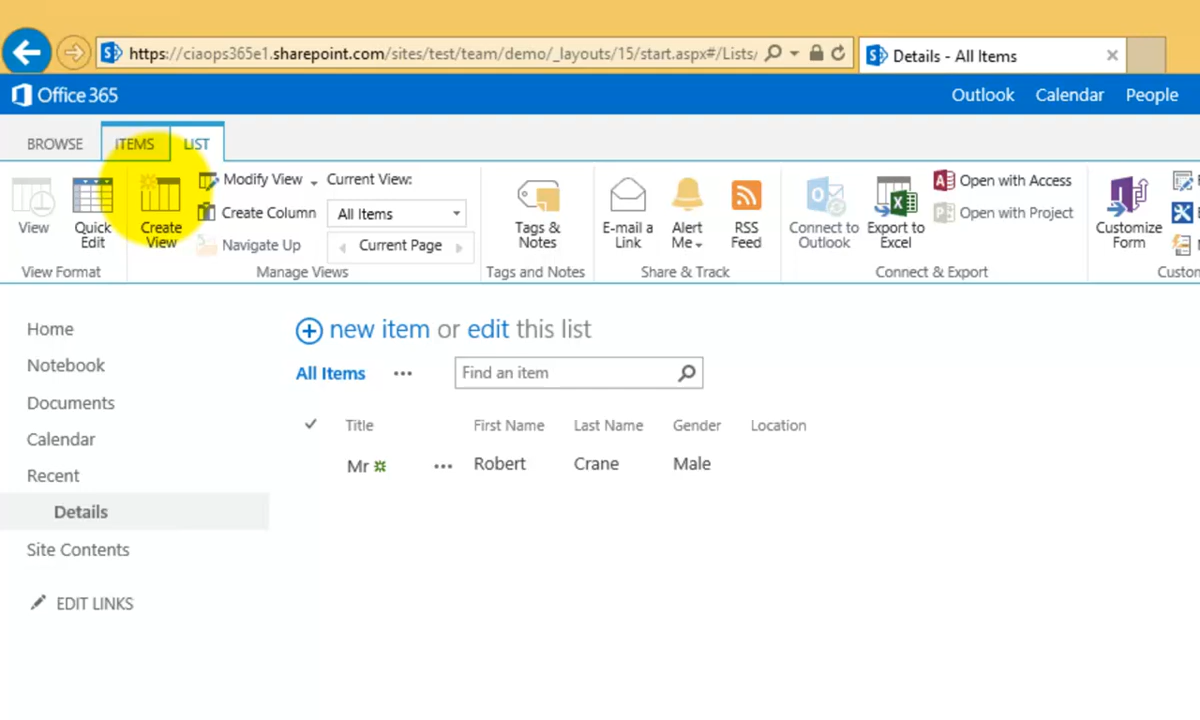 https://ciaops365e1.sharepoint.com/sites/test/team/demo/_layouts/15/start.aspx#/Lists/
Details - All Items
Office 365
Outlook Calendar People
BROWSE ITEMS LIST
View
Quick
Edit
View Format
Create
View
Modify View
Create Column
Navigate Up
Current View:
All Items
Current Page
Manage Views
Tags &
Notes
Tags and Notes
E-mail a
Link
Alert
Me
RSS
Feed
Share & Track
Connect to
Outlook
Export to
Excel
Open with Access
Open with Project
Connect & Export
Customize
Form
Home
Notebook
Documents
Calendar
Recent
Details
Site Contents
EDIT LINKS
new item or edit this list
All Items ... Find an item
Title First Name Last Name Gender Location
Mr ... Robert Crane Male